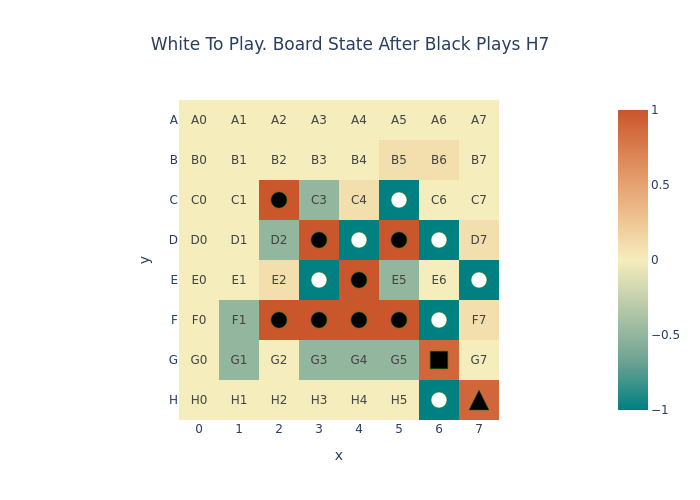 White To Play. Board State After Black Plays H7
A A0 A1 A2 A3 A4 A5 A6 A7
B B0 B1 B2 B3 B4 B5 B6 B7
C C0 C1 C3 C4 C6 C7
D D0 D1 D2 D7
E E0 E1 E2 E5 E6
F F0 F1 F7
G G0 G1 G2 G3 G4 G5 G7
H H0 H1 H2 H3 H4 H5
0 1 2 3 4 5 6 7
x
y
1
0.5
0
−0.5
−1